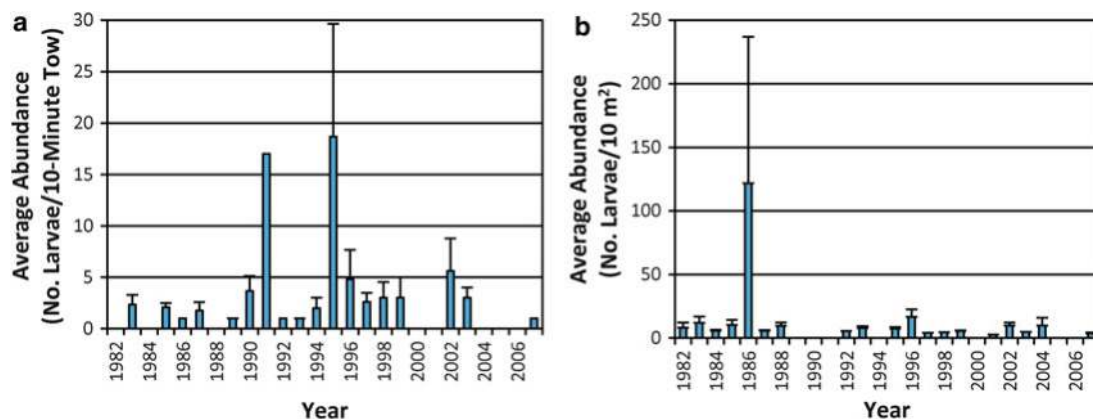 a
Average Abundance
(No. Larvae/10-Minute Tow)
30
25
20
15
10
5
0
1982 1984 1986 1988 1990 1992 1994 1996 1998 2000 2002 2004 2006
Year
b
Average Abundance
(No. Larvae/10 m²)
250
200
150
100
50
0
1982 1984 1986 1988 1990 1992 1994 1996 1998 2000 2002 2004 2006
Year